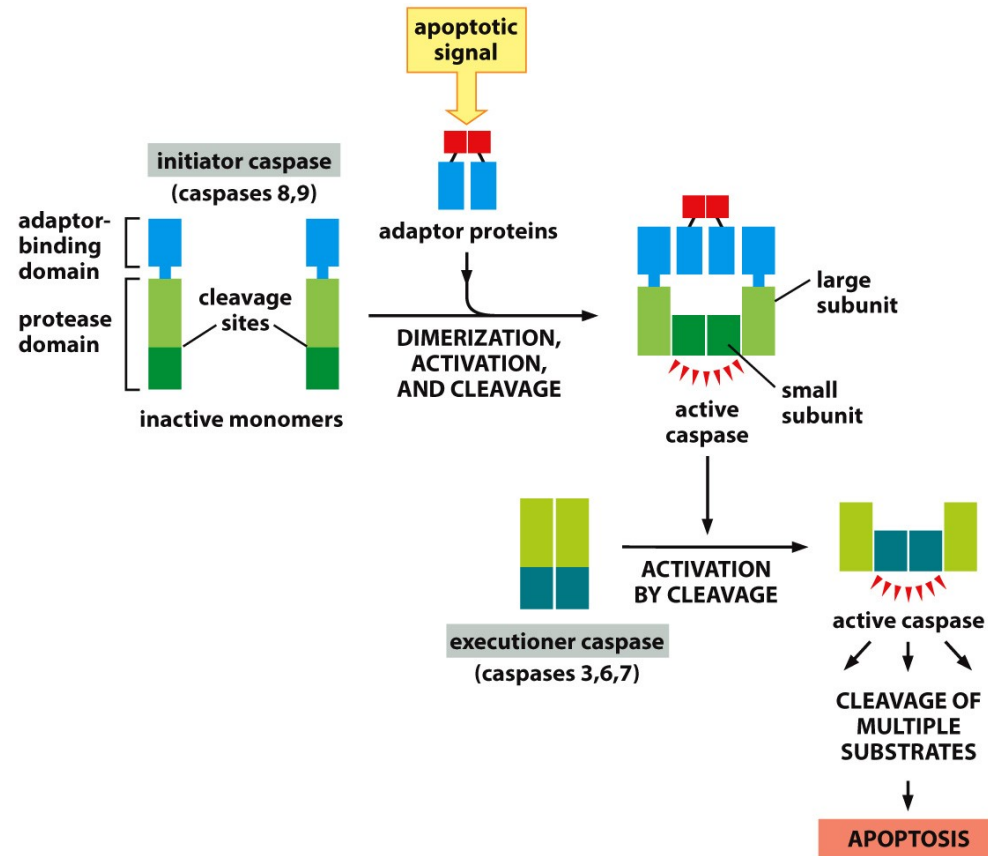 apoptotic
signal
initiator caspase
(caspases 8,9)
adaptor-
binding
domain
protease
domain
cleavage
sites
inactive monomers
adaptor proteins
DIMERIZATION,
ACTIVATION,
AND CLEAVAGE
large
subunit
small
subunit
active
caspase
executioner caspase
(caspases 3,6,7)
ACTIVATION
BY CLEAVAGE
active caspase
CLEAVAGE OF
MULTIPLE
SUBSTRATES
APOPTOSIS